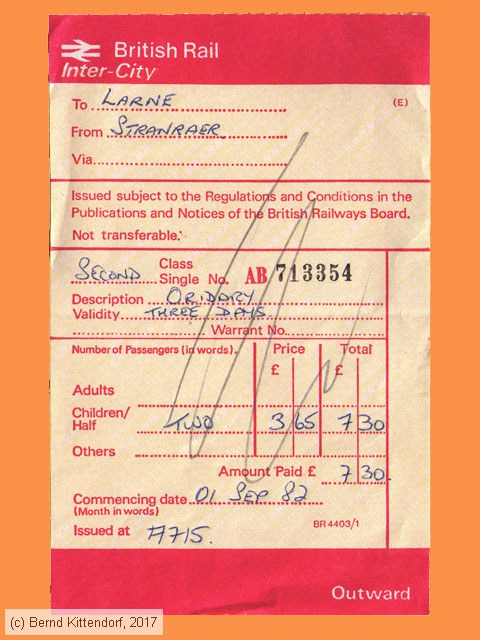 British Rail
Inter-City
To LARNE (E)
From STRANRAER
Via
Issued subject to the Regulations and Conditions in the
Publications and Notices of the British Railways Board.
Not transferable.
SECOND Class
Single No. AB 713354
Description ORIDARY
Validity THREE DAYS
Warrant No.
Number of Passengers (in words). Price Total
£ £
Adults
Children/
Half TWO 3 65 7 30
Others
Amount Paid £ 7 30
Commencing date 01 SEP 82
(Month in words)
Issued at BR 4403/1
Outward
(c) Bernd Kittendorf, 2017